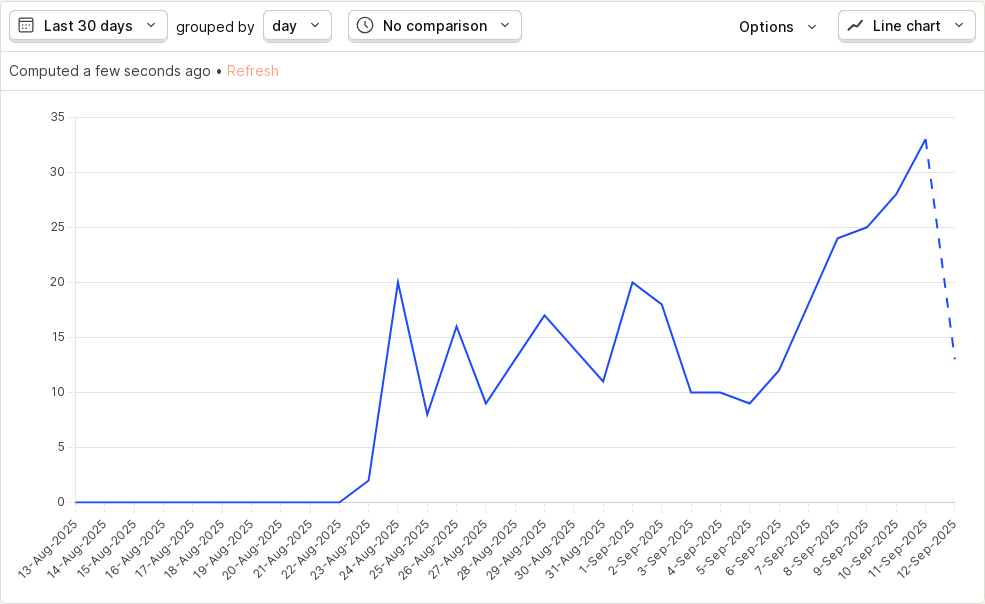 Last 30 days grouped by day No comparison Options Line chart
Computed a few seconds ago • Refresh
35
30
25
20
15
10
5
0
13-Aug-2025
14-Aug-2025
15-Aug-2025
16-Aug-2025
17-Aug-2025
18-Aug-2025
19-Aug-2025
20-Aug-2025
21-Aug-2025
22-Aug-2025
23-Aug-2025
24-Aug-2025
25-Aug-2025
26-Aug-2025
27-Aug-2025
28-Aug-2025
29-Aug-2025
30-Aug-2025
31-Aug-2025
1-Sep-2025
2-Sep-2025
3-Sep-2025
4-Sep-2025
5-Sep-2025
6-Sep-2025
7-Sep-2025
8-Sep-2025
9-Sep-2025
10-Sep-2025
11-Sep-2025
12-Sep-2025